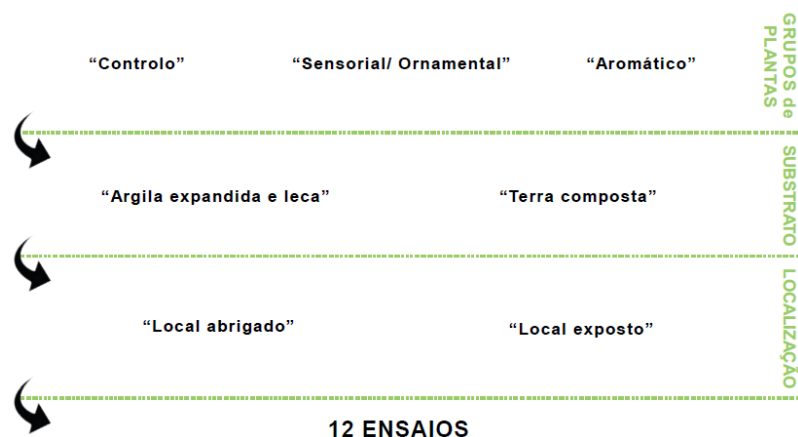 “Controlo” “Sensorial/ Ornamental” “Aromático”
GRUPOS de
PLANTAS
“Argila expandida e leca” “Terra composta”
SUBSTRATO
“Local abrigado” “Local exposto”
LOCALIZAÇÃO
12 ENSAIOS